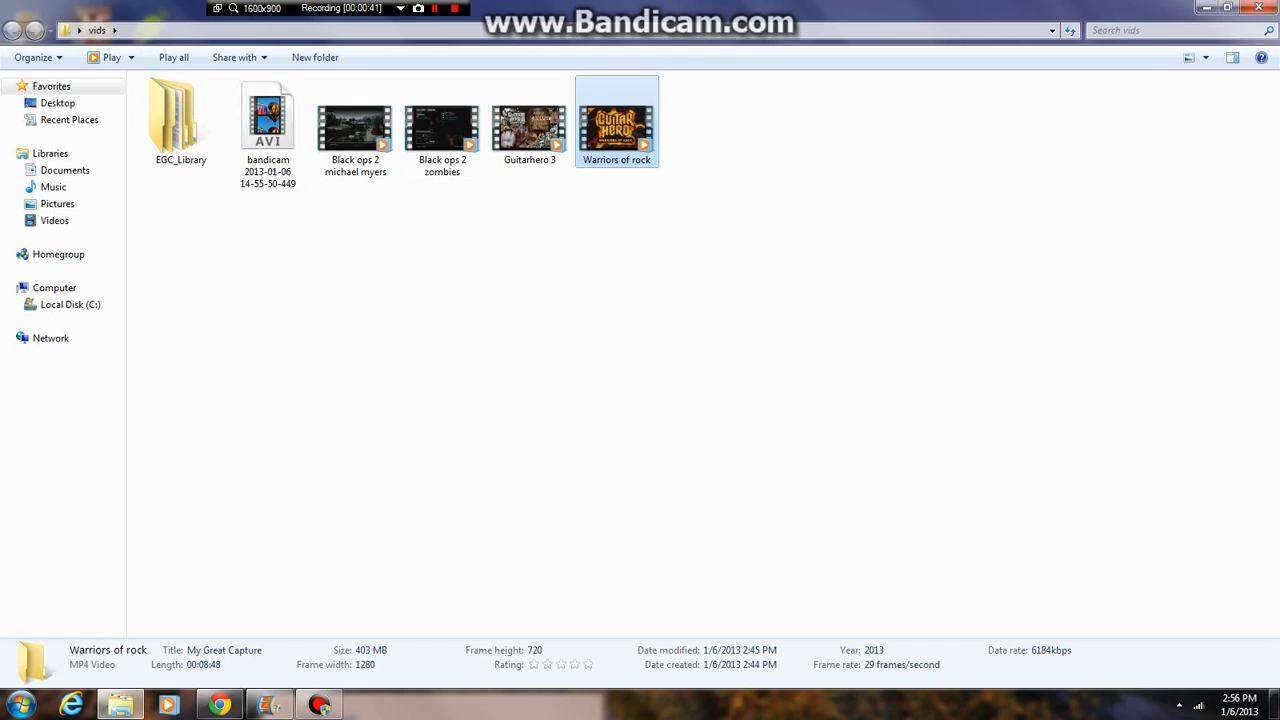 1600x900 Recording [00:00:41]
www.Bandicam.com
vids
Search vids
Organize Play Play all Share with New folder
Favorites
Desktop
Recent Places
Libraries
Documents
Music
Pictures
Videos
Homegroup
Computer
Local Disk (C:)
Network
EGC_Library
AVI
bandicam
2013-01-06
14-55-50-449
Black ops 2
michael myers
Black ops 2
zombies
Guitarhero 3
GUITAR
HERO
Warriors of rock
Warriors of rock Title: My Great Capture Size: 403 MB Frame height: 720 Date modified: 1/6/2013 2:45 PM Year: 2013 Data rate: 6184kbps
MP4 Video Length: 00:08:48 Frame width: 1280 Rating: Date created: 1/6/2013 2:44 PM Frame rate: 29 frames/second
2:56 PM
1/6/2013